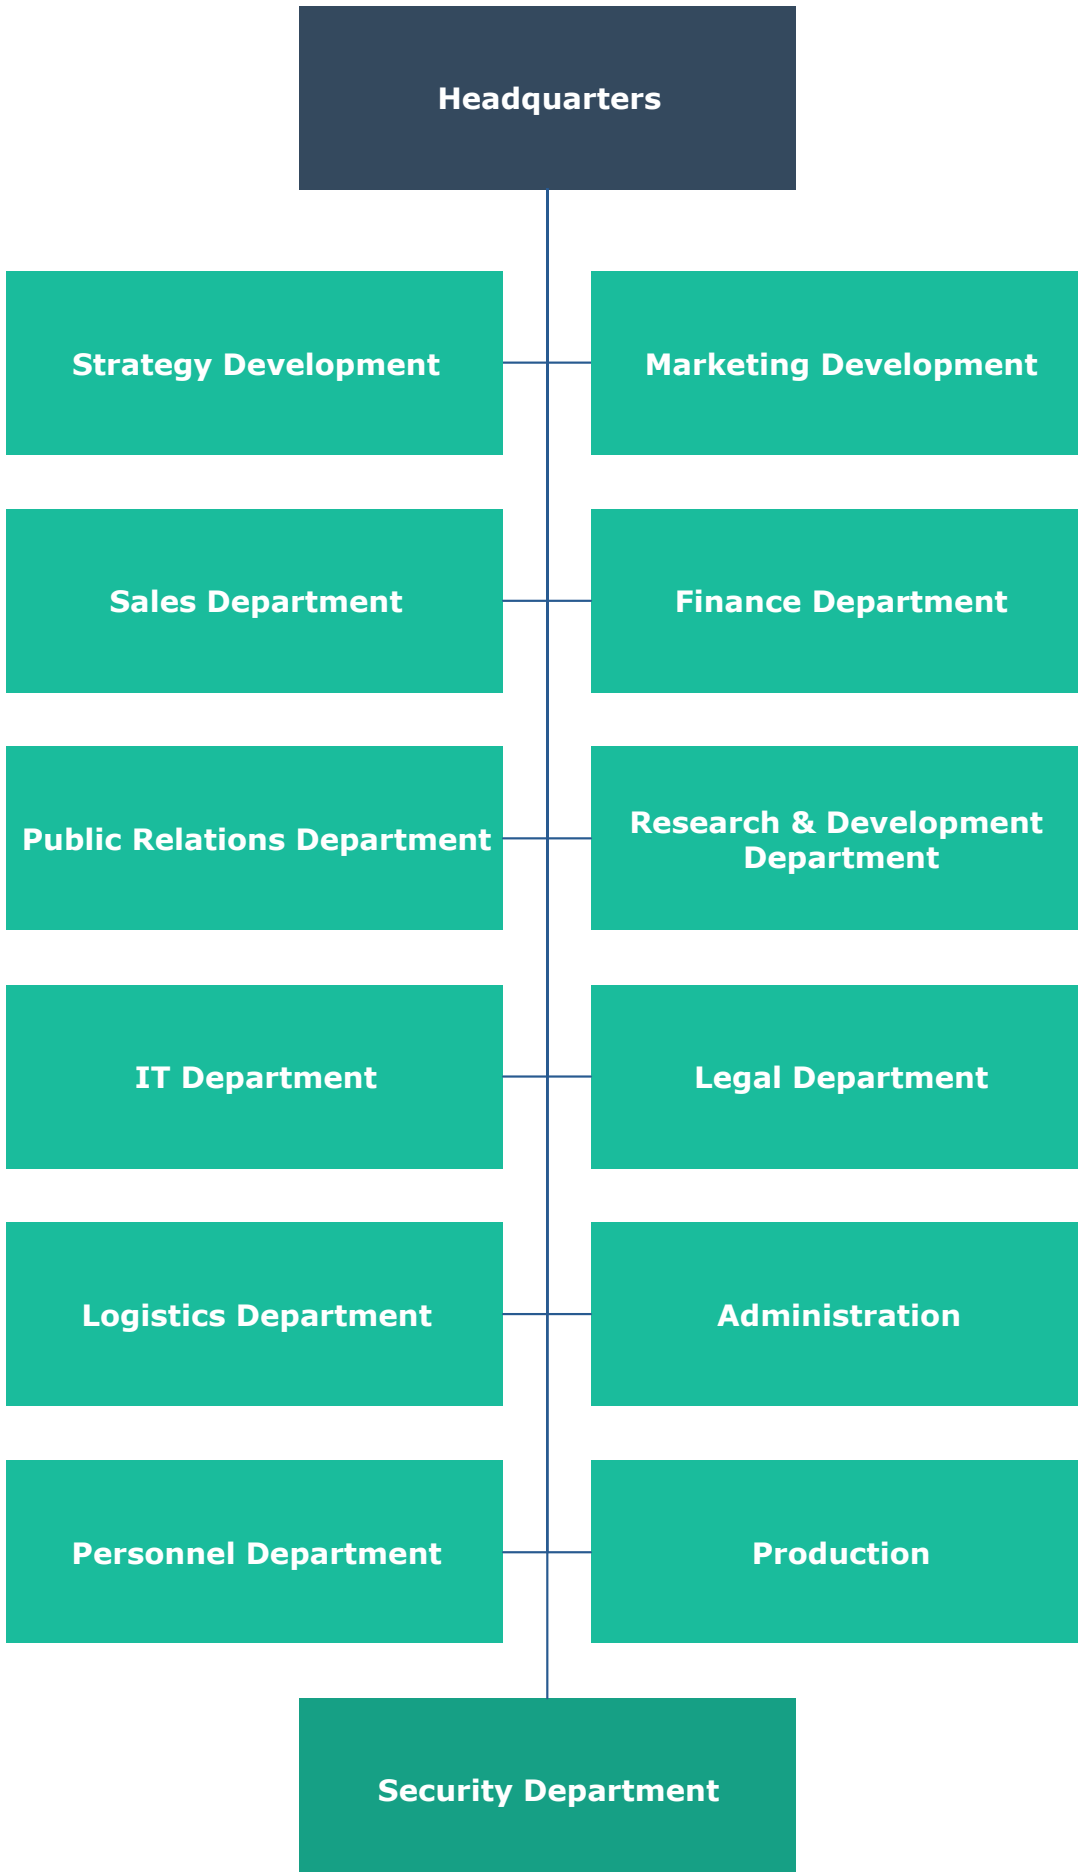 Headquarters
Strategy Development
Marketing Development
Sales Department
Finance Department
Public Relations Department
Research & Development
Department
IT Department
Legal Department
Logistics Department
Administration
Personnel Department
Production
Security Department